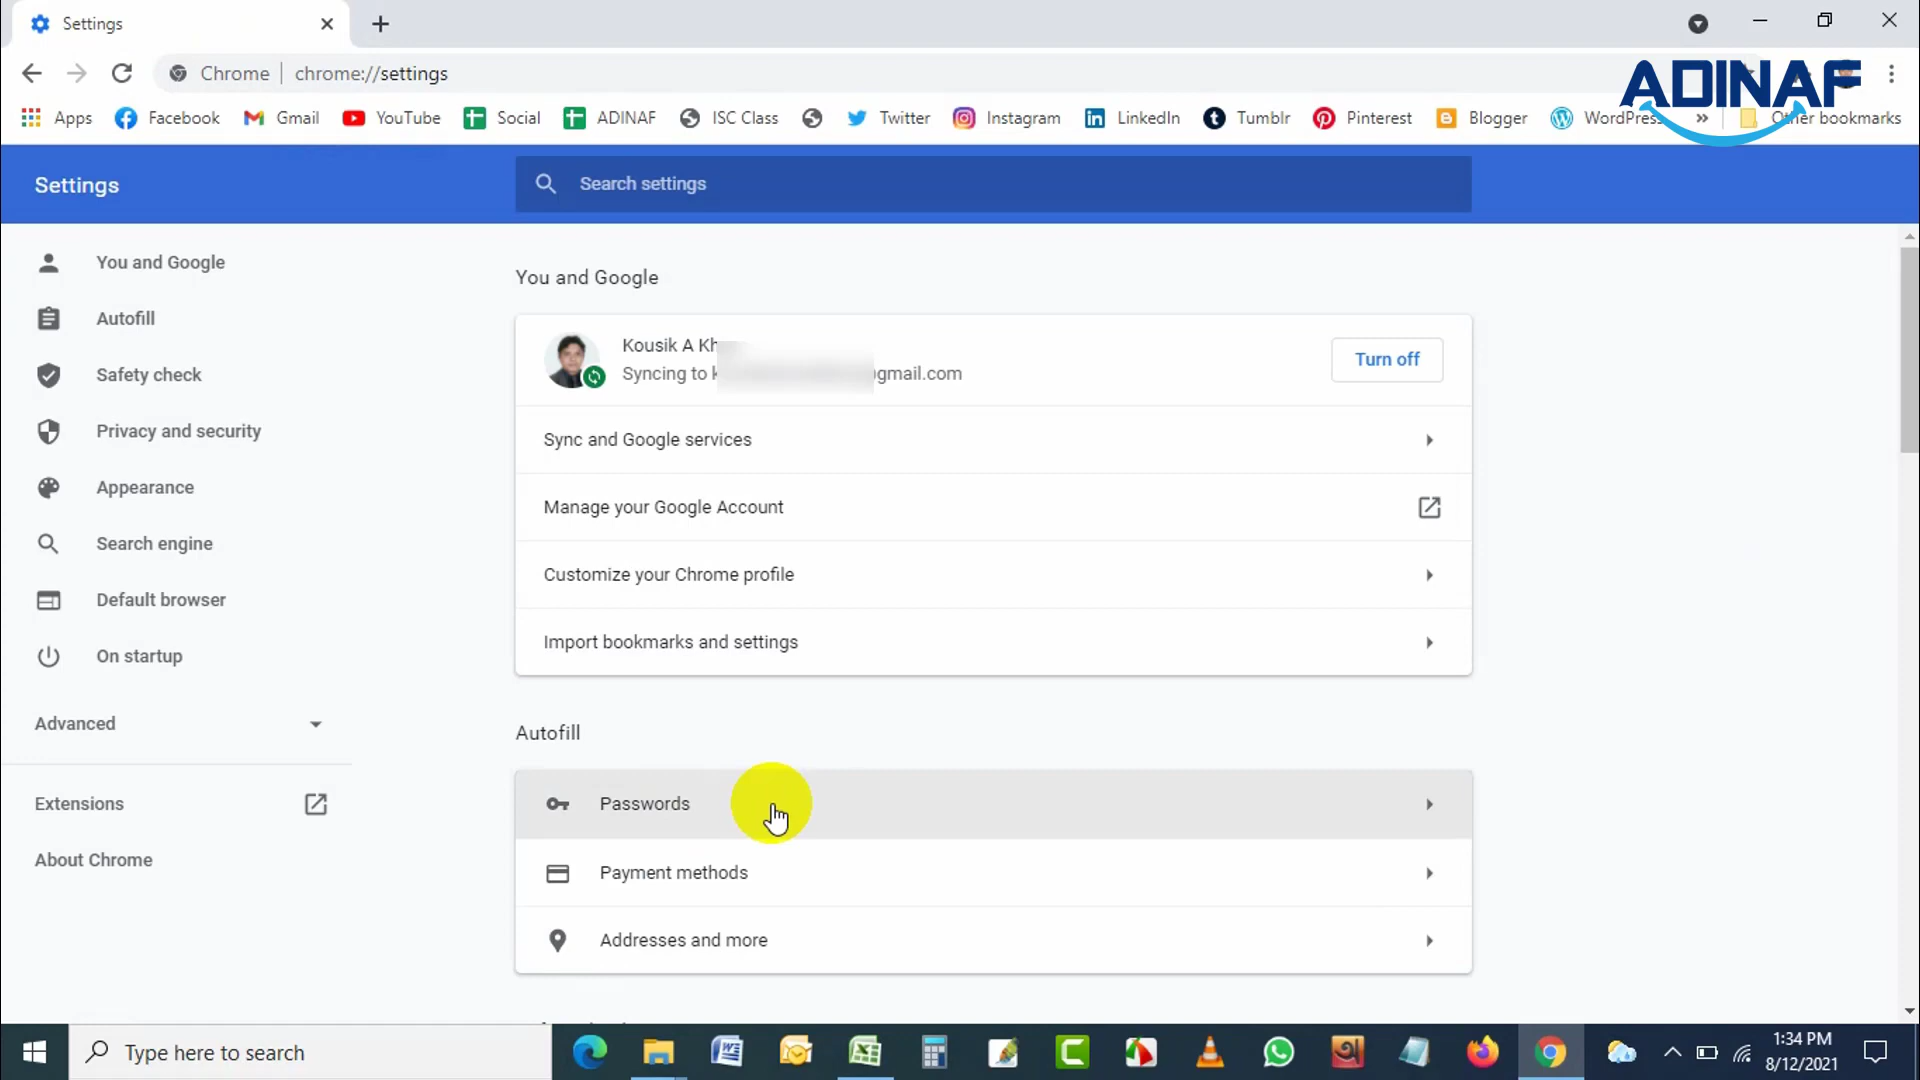 Settings
Chrome | chrome://settings
ADINAF
Apps Facebook Gmail YouTube Social ADINAF ISC Class Twitter Instagram LinkedIn Tumblr Pinterest Blogger WordPress » Other bookmarks
Settings
Search settings
You and Google
Autofill
Safety check
Privacy and security
Appearance
Search engine
Default browser
On startup
Advanced
Extensions
About Chrome
You and Google
Kousik A Kh
Syncing to k gmail.com
Turn off
Sync and Google services
Manage your Google Account
Customize your Chrome profile
Import bookmarks and settings
Autofill
Passwords
Payment methods
Addresses and more
Type here to search
1:34 PM
8/12/2021